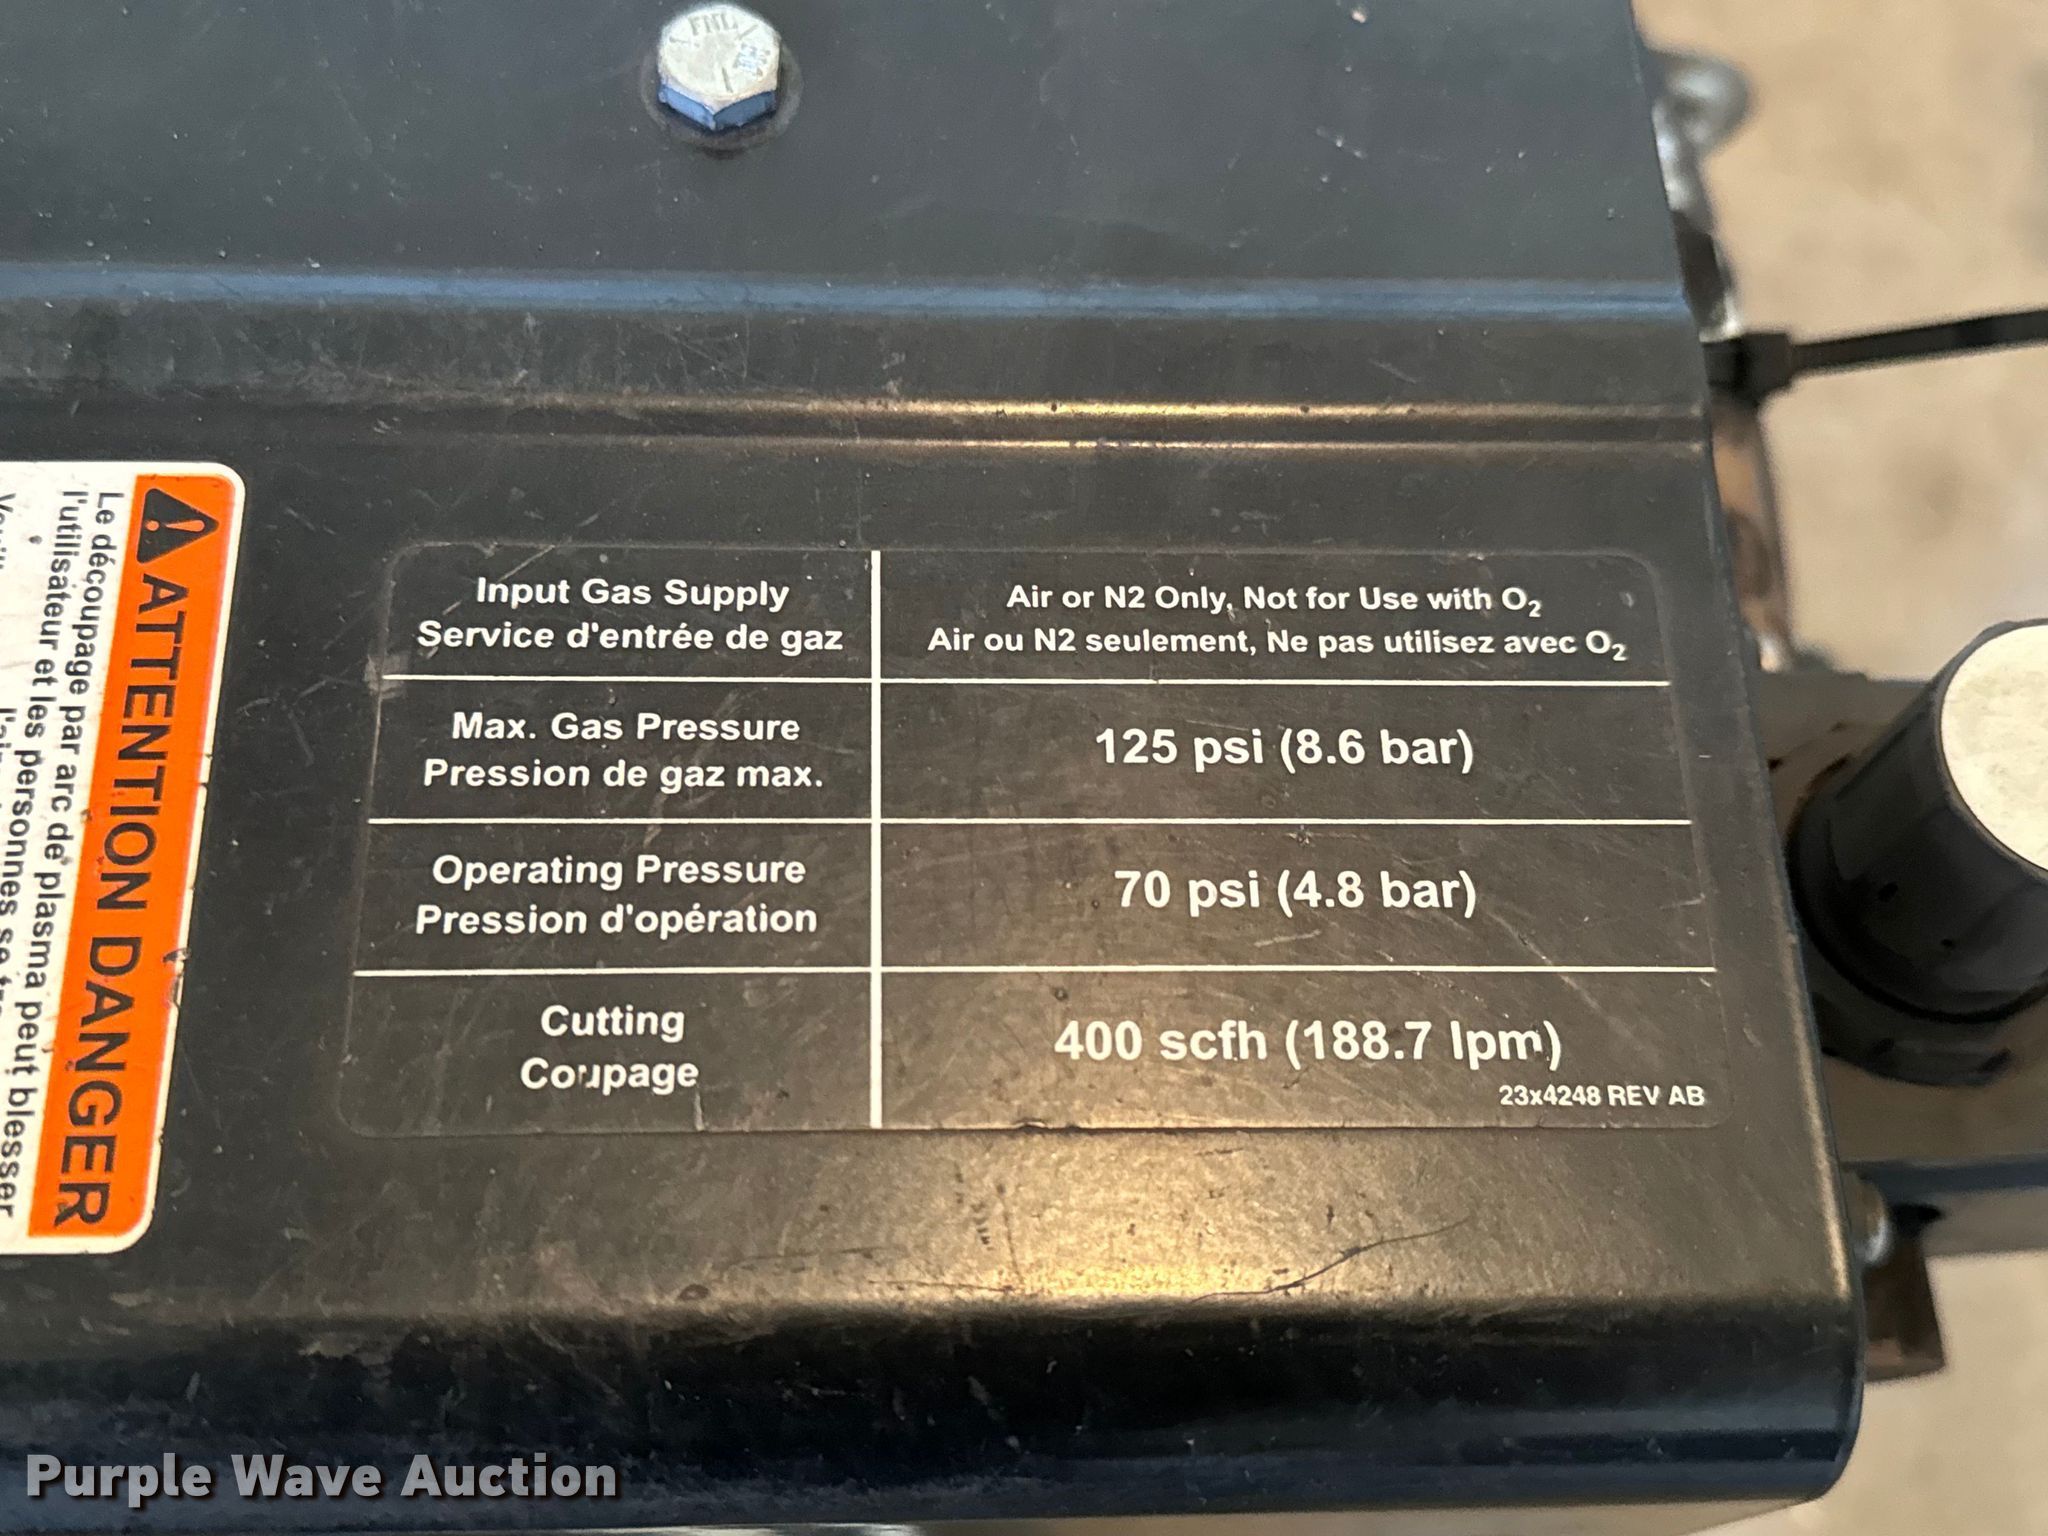 FNL
ATTENTION DANGER
Le découpage par arc de plasma peut blesser
l'utilisateur et les personnes se
Input Gas Supply
Service d'entrée de gaz
Air or N2 Only, Not for Use with O₂
Air ou N2 seulement, Ne pas utilisez avec O₂
Max. Gas Pressure
Pression de gaz max.
125 psi (8.6 bar)
Operating Pressure
Pression d'opération
70 psi (4.8 bar)
Cutting
Coupage
400 scfh (188.7 lpm)
23x4248 REV AB
Purple Wave Auction